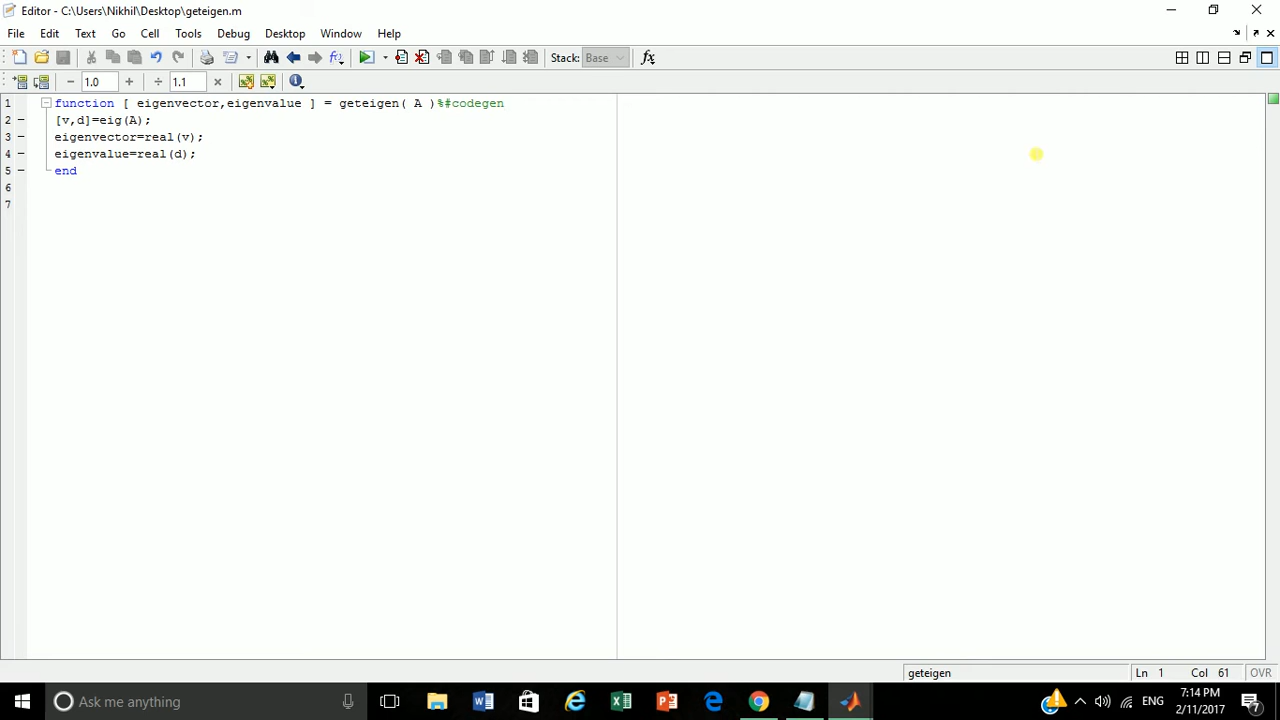 Editor - C:\Users\Nikhil\Desktop\geteigen.m
File Edit Text Go Cell Tools Debug Desktop Window Help
Stack: Base fx
− 1.0 + ÷ 1.1 ×
1 function [ eigenvector,eigenvalue ] = geteigen( A )%#codegen
2 − [v,d]=eig(A);
3 − eigenvector=real(v);
4 − eigenvalue=real(d);
5 − end
6
7
geteigen Ln 1 Col 61 OVR
Ask me anything
ENG
7:14 PM
2/11/2017
7